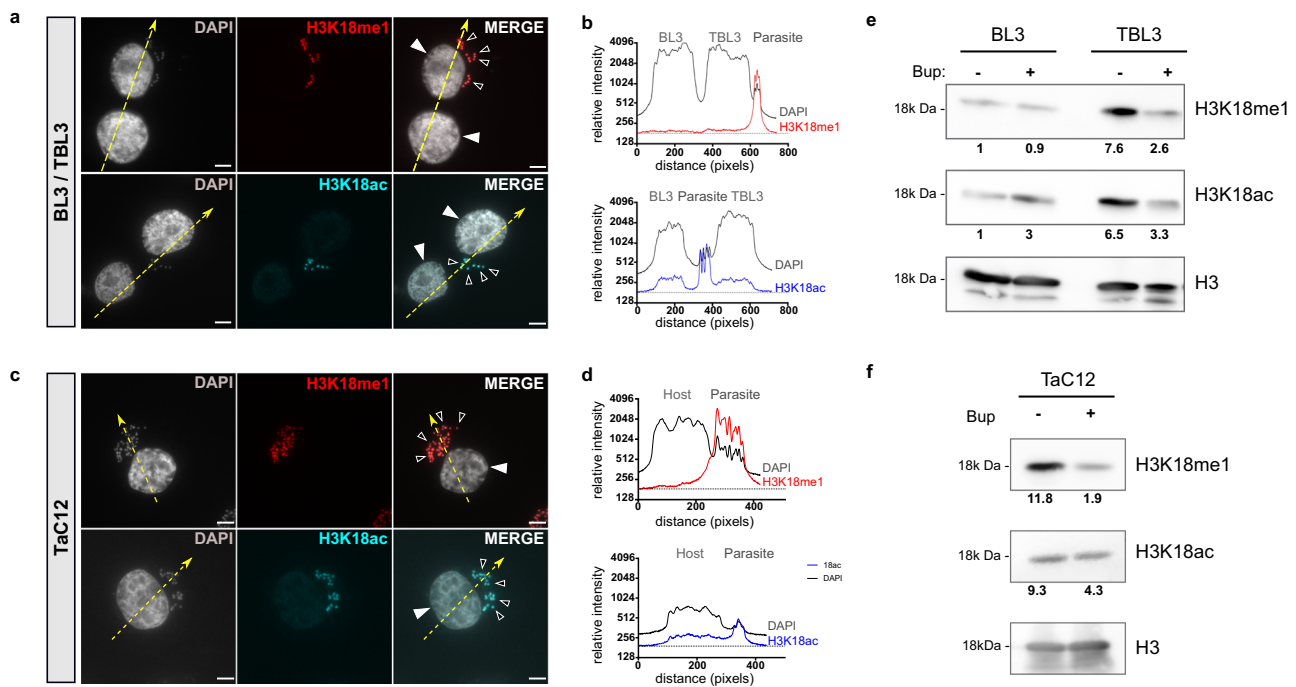 a
BL3 / TBL3
DAPI
H3K18me1
MERGE
DAPI
H3K18ac
MERGE
b
relative intensity
4096
2048
1024
512
256
128
BL3
TBL3
Parasite
DAPI
H3K18me1
0 200 400 600 800
distance (pixels)
relative intensity
4096
2048
1024
512
256
128
BL3 Parasite TBL3
DAPI
H3K18ac
0 200 400 600 800
distance (pixels)
c
TaC12
DAPI
H3K18me1
MERGE
DAPI
H3K18ac
MERGE
d
relative intensity
4096
2048
1024
512
256
128
Host
Parasite
DAPI
H3K18me1
0 200 400
distance (pixels)
relative intensity
4096
2048
1024
512
256
128
Host
Parasite
18ac
DAPI
DAPI
H3K18ac
0 200 400
distance (pixels)
e
BL3
TBL3
Bup:
- + - +
18k Da -
H3K18me1
1 0.9 7.6 2.6
18k Da -
H3K18ac
1 3 6.5 3.3
18k Da -
H3
f
TaC12
Bup
- +
18k Da -
H3K18me1
11.8 1.9
18k Da -
H3K18ac
9.3 4.3
18kDa -
H3